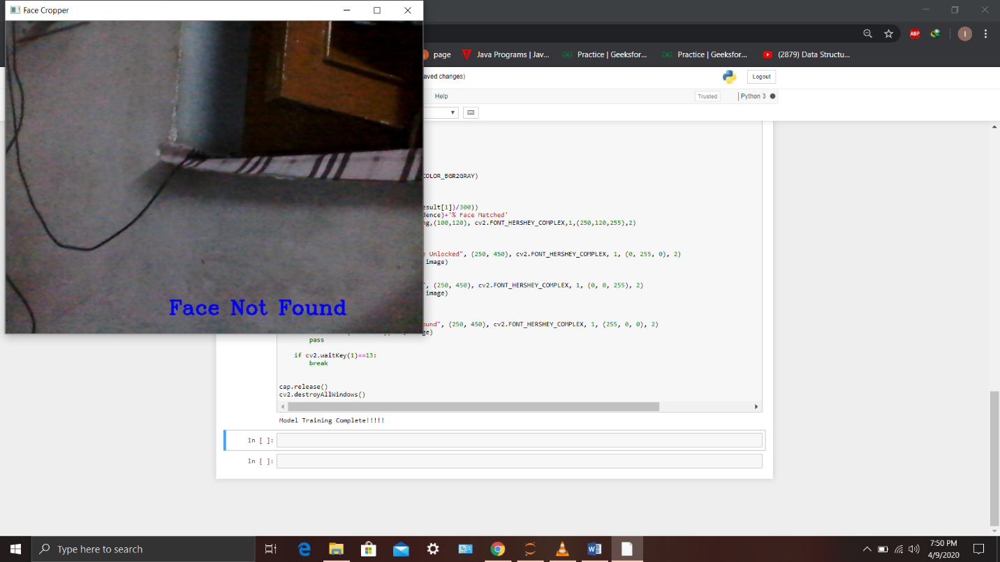 Face Cropper
page
Java Programs | Jav...
Practice | Geeksfor...
Practice | Geeksfor...
(2879) Data Structu...
ABP
I
aved changes)
Logout
Help
Trusted
Python 3
COLOR_BGR2GRAY)
esult[1])/300))
dence)+'% Face Matched'
ng,(100,120), cv2.FONT_HERSHEY_COMPLEX,1,(250,120,255),2)
e Unlocked", (250, 450), cv2.FONT_HERSHEY_COMPLEX, 1, (0, 255, 0), 2)
image)
", (250, 450), cv2.FONT_HERSHEY_COMPLEX, 1, (0, 0, 255), 2)
image)
Face Not Found
ound", (250, 450), cv2.FONT_HERSHEY_COMPLEX, 1, (255, 0, 0), 2)
ge)
pass
if cv2.waitKey(1)==13:
break
cap.release()
cv2.destroyAllWindows()
Model Training Complete!!!!!
In [ ]:
In [ ]:
Type here to search
7:50 PM
4/9/2020